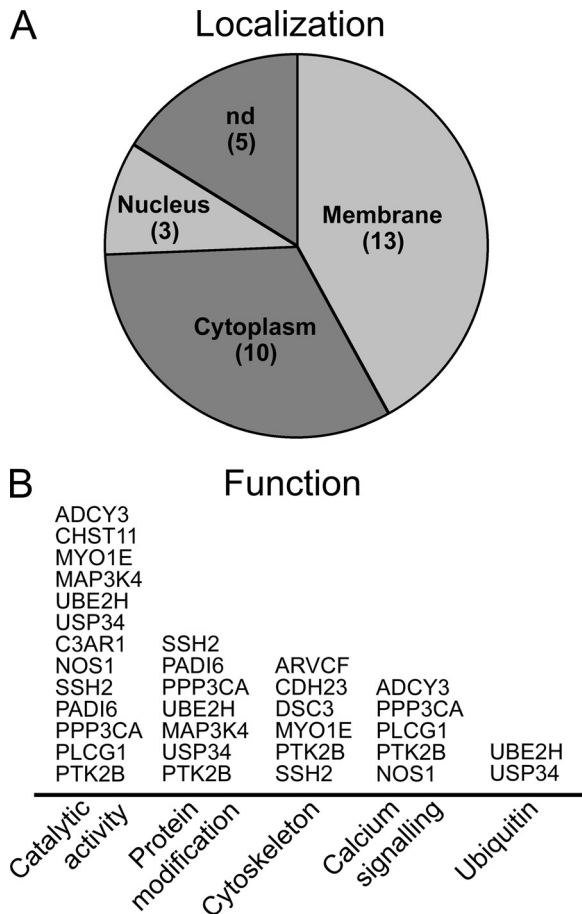 A
Localization
nd
(5)
Nucleus
(3)
Membrane
(13)
Cytoplasm
(10)
B
Function
ADCY3
CHST11
MYO1E
MAP3K4
UBE2H
USP34
C3AR1
NOS1
SSH2
PADI6
PPP3CA
PLCG1
PTK2B
Catalytic
activity
SSH2
PADI6
PPP3CA
UBE2H
MAP3K4
USP34
PTK2B
Protein
modification
ARVCF
CDH23
DSC3
MYO1E
PTK2B
SSH2
Cytoskeleton
ADCY3
PPP3CA
PLCG1
PTK2B
NOS1
Calcium
signalling
UBE2H
USP34
Ubiquitin